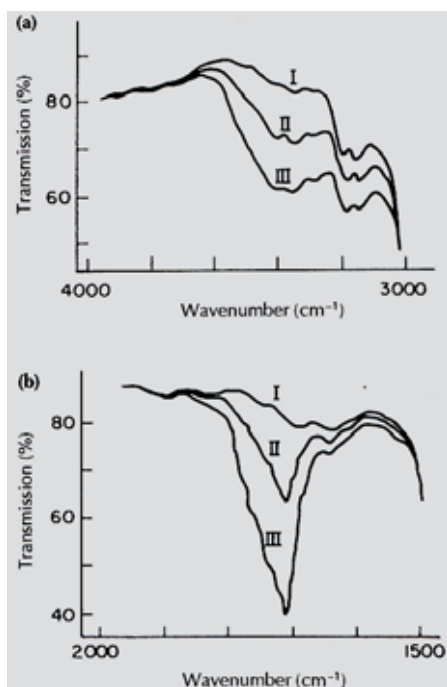 (a)
Transmission (%)
80
60
I
II
III
4000
3000
Wavenumber (cm⁻¹)
(b)
Transmission (%)
80
60
40
I
II
III
2000
1500
Wavenumber (cm⁻¹)